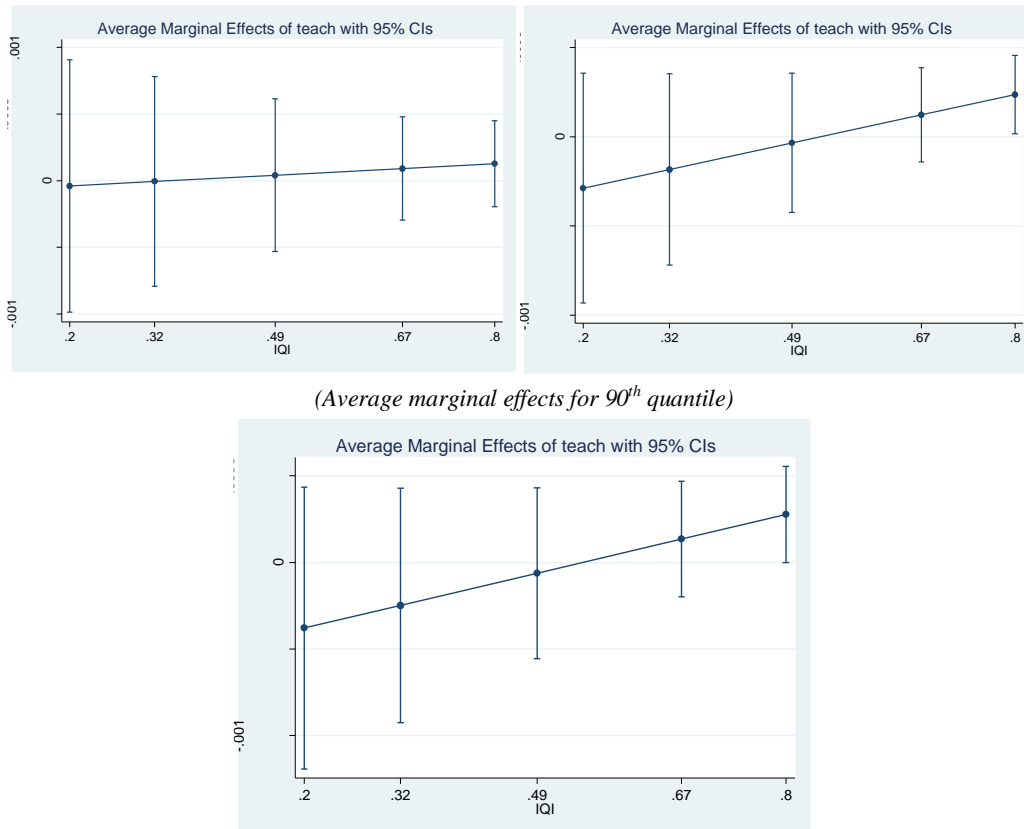 Average Marginal Effects of teach with 95% CIs
.001
0
-.001
.2 .32 .49 .67 .8
IQI
Average Marginal Effects of teach with 95% CIs
0
-.001
.2 .32 .49 .67 .8
IQI
(Average marginal effects for 90th quantile)
Average Marginal Effects of teach with 95% CIs
0
-.001
.2 .32 .49 .67 .8
IQI